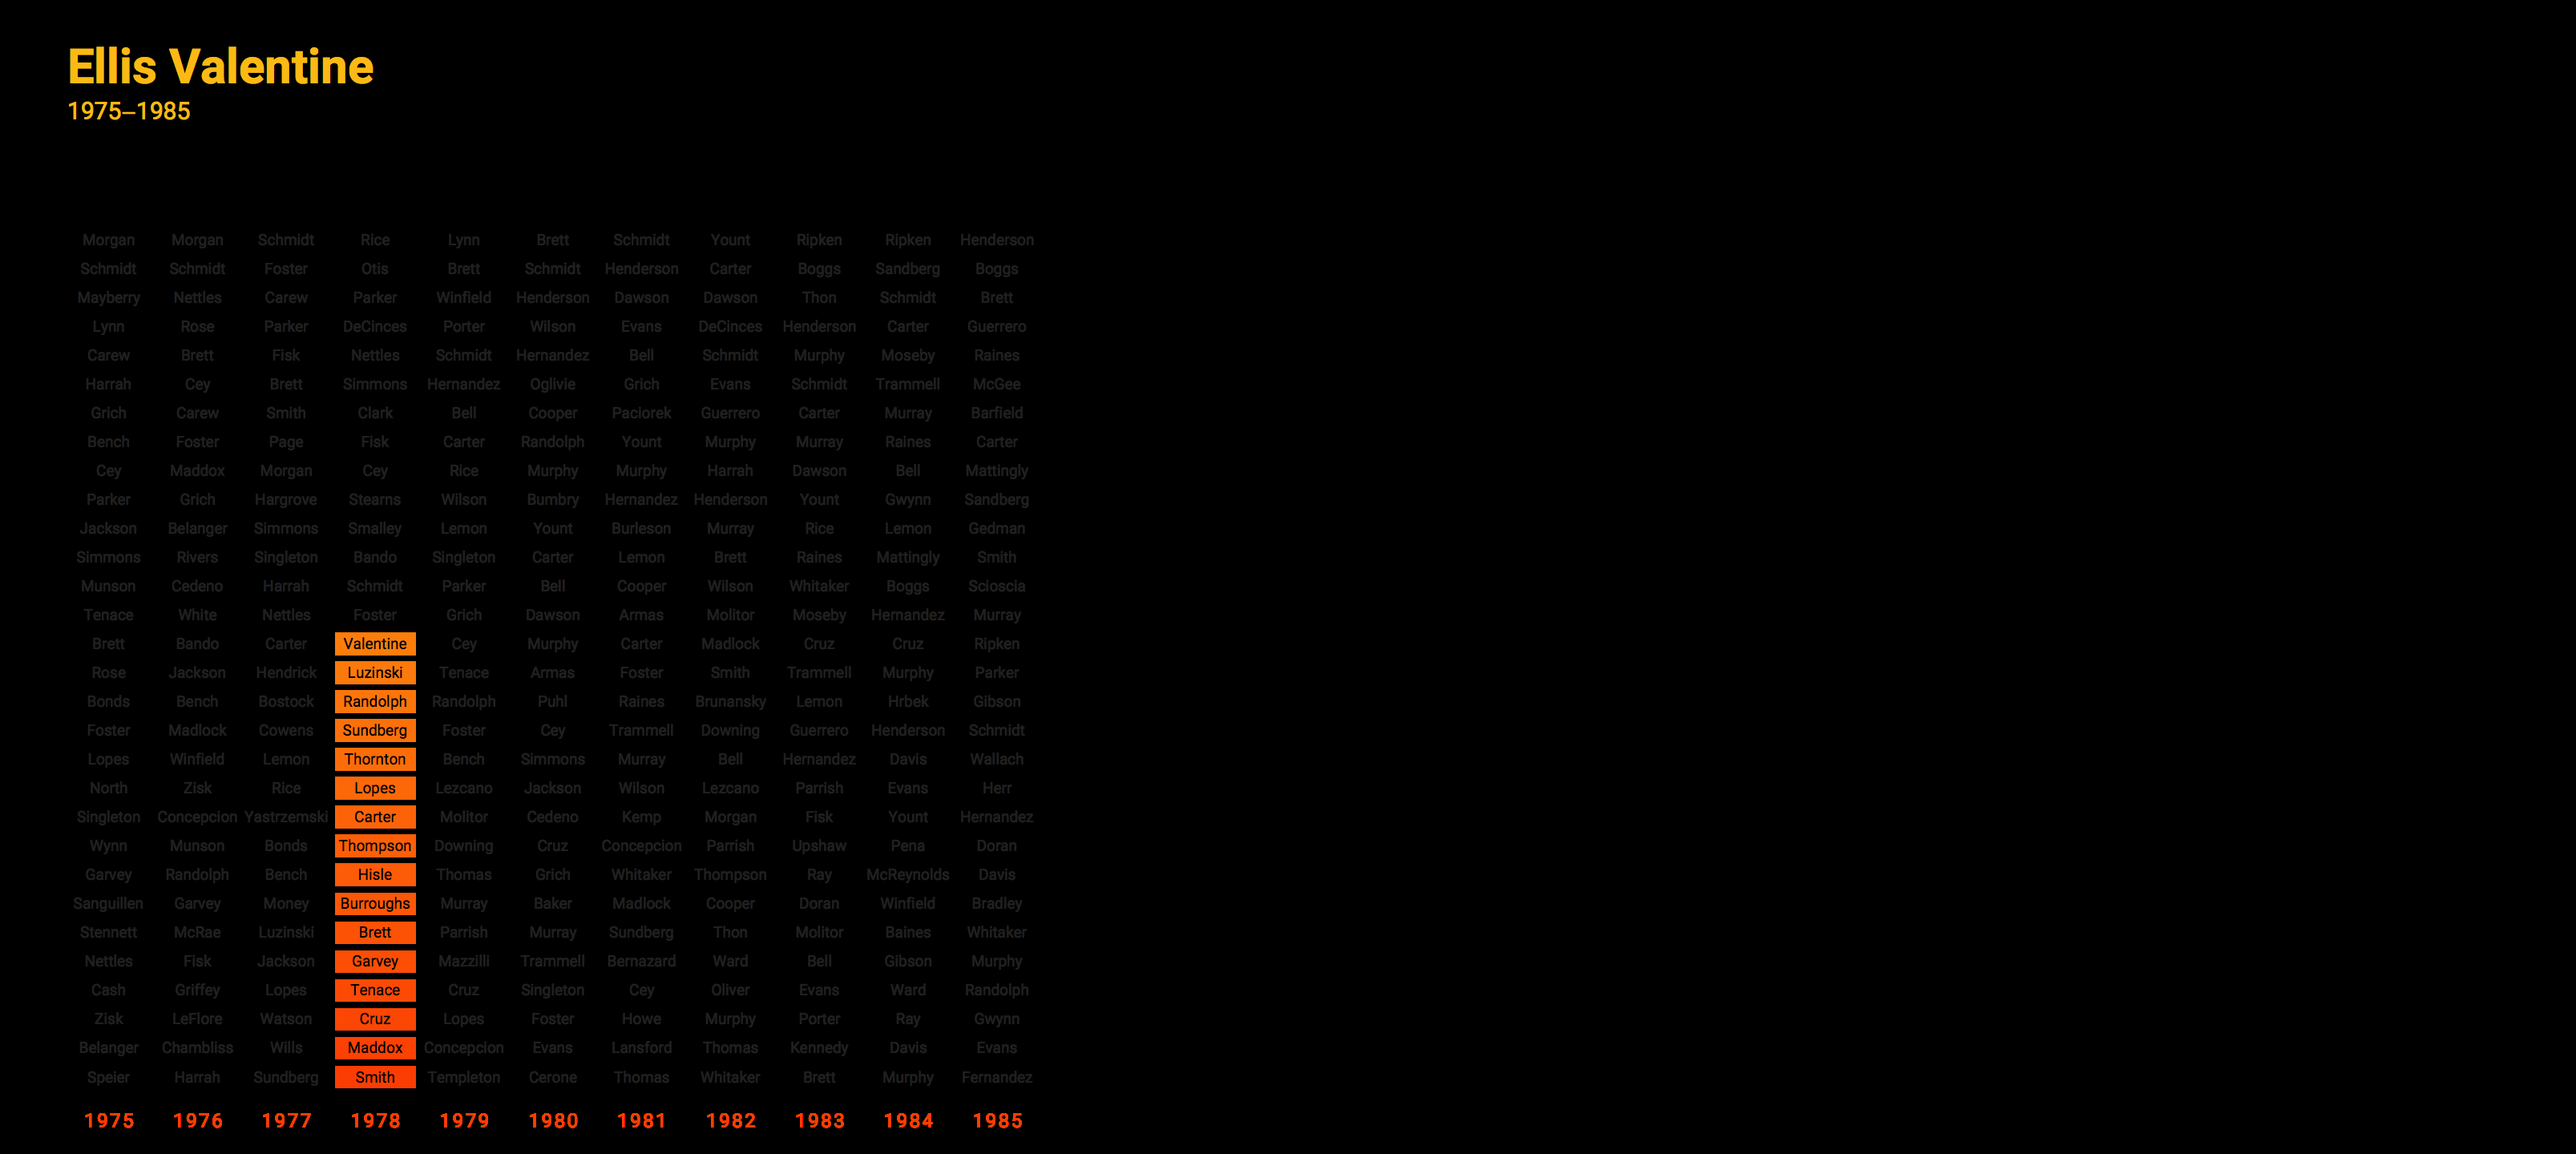 Ellis Valentine
1975–1985
Morgan Morgan Schmidt Rice Lynn Brett Schmidt Yount Ripken Ripken Henderson
Schmidt Schmidt Foster Otis Brett Schmidt Henderson Carter Boggs Sandberg Boggs
Mayberry Nettles Carew Parker Winfield Henderson Dawson Dawson Thon Schmidt Brett
Lynn Rose Parker DeCinces Porter Wilson Evans DeCinces Henderson Carter Guerrero
Carew Brett Fisk Nettles Schmidt Hernandez Bell Schmidt Murphy Moseby Raines
Harrah Cey Brett Simmons Hernandez Oglivie Grich Evans Schmidt Trammell McGee
Grich Carew Smith Clark Bell Cooper Paciorek Guerrero Carter Murray Barfield
Bench Foster Page Fisk Carter Randolph Yount Murphy Murray Raines Carter
Cey Maddox Morgan Cey Rice Murphy Murphy Harrah Dawson Bell Mattingly
Parker Grich Hargrove Stearns Wilson Bumbry Hernandez Henderson Yount Gwynn Sandberg
Jackson Belanger Simmons Smalley Lemon Yount Burleson Murray Rice Lemon Gedman
Simmons Rivers Singleton Bando Singleton Carter Lemon Brett Raines Mattingly Smith
Munson Cedeno Harrah Schmidt Parker Bell Cooper Wilson Whitaker Boggs Scioscia
Tenace White Nettles Foster Grich Dawson Armas Molitor Moseby Hernandez Murray
Brett Bando Carter Valentine Cey Murphy Carter Madlock Cruz Cruz Ripken
Rose Jackson Hendrick Luzinski Tenace Armas Foster Smith Trammell Murphy Parker
Bonds Bench Bostock Randolph Randolph Puhl Raines Brunansky Lemon Hrbek Gibson
Foster Madlock Cowens Sundberg Foster Cey Trammell Downing Guerrero Henderson Schmidt
Lopes Winfield Lemon Thornton Bench Simmons Murray Bell Hernandez Davis Wallach
North Zisk Rice Lopes Lezcano Jackson Wilson Lezcano Parrish Evans Herr
Singleton Concepcion Yastrzemski Carter Molitor Cedeno Kemp Morgan Fisk Yount Hernandez
Wynn Munson Bonds Thompson Downing Cruz Concepcion Parrish Upshaw Pena Doran
Garvey Randolph Bench Hisle Thomas Grich Whitaker Thompson Ray McReynolds Davis
Sanguillen Garvey Money Burroughs Murray Baker Madlock Cooper Doran Winfield Bradley
Stennett McRae Luzinski Brett Parrish Murray Sundberg Thon Molitor Baines Whitaker
Nettles Fisk Jackson Garvey Mazzilli Trammell Bernazard Ward Bell Gibson Murphy
Cash Griffey Lopes Tenace Cruz Singleton Cey Oliver Evans Ward Randolph
Zisk LeFlore Watson Cruz Lopes Foster Howe Murphy Porter Ray Gwynn
Belanger Chambliss Wills Maddox Concepcion Evans Lansford Thomas Kennedy Davis Evans
Speier Harrah Sundberg Smith Templeton Cerone Thomas Whitaker Brett Murphy Fernandez
1975 1976 1977 1978 1979 1980 1981 1982 1983 1984 1985